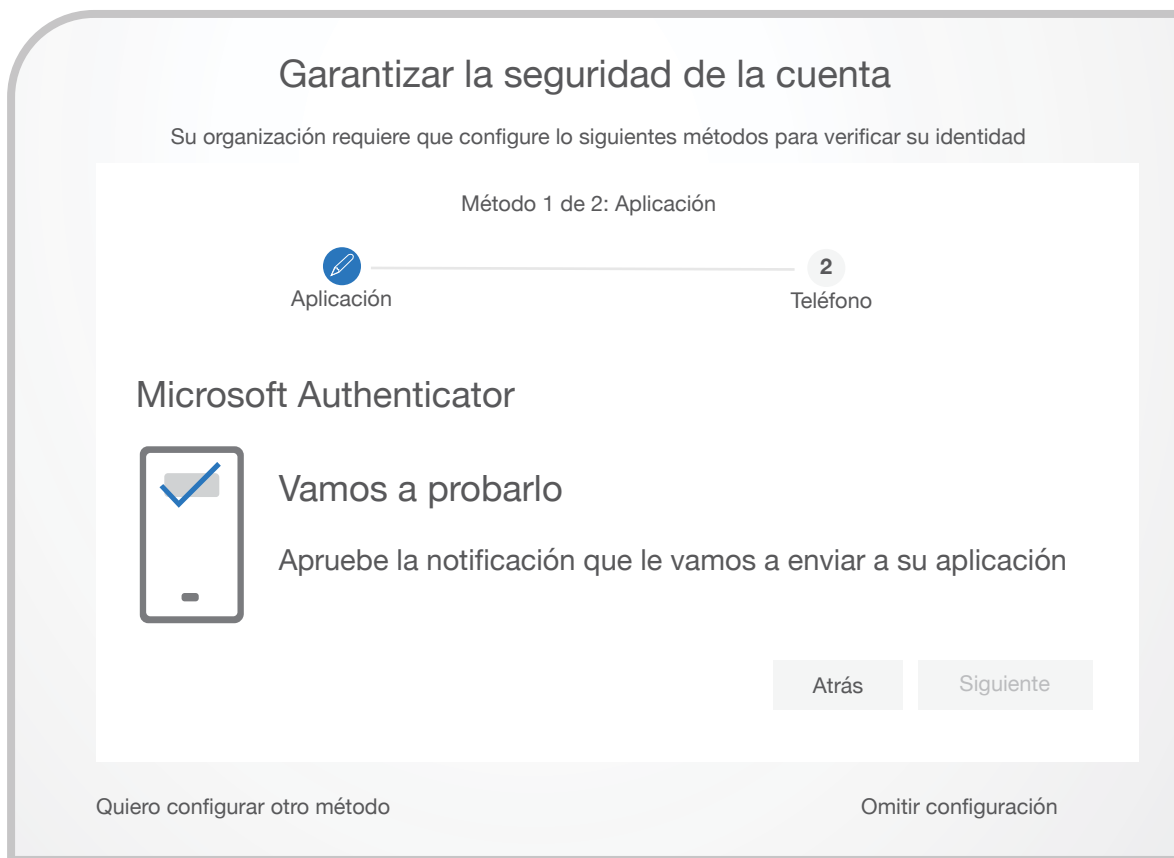 Garantizar la seguridad de la cuenta
Su organización requiere que configure lo siguientes métodos para verificar su identidad
Método 1 de 2: Aplicación
2
Aplicación
Teléfono
Microsoft Authenticator
Vamos a probarlo
Apruebe la notificación que le vamos a enviar a su aplicación
Atrás
Siguiente
Quiero configurar otro método
Omitir configuración